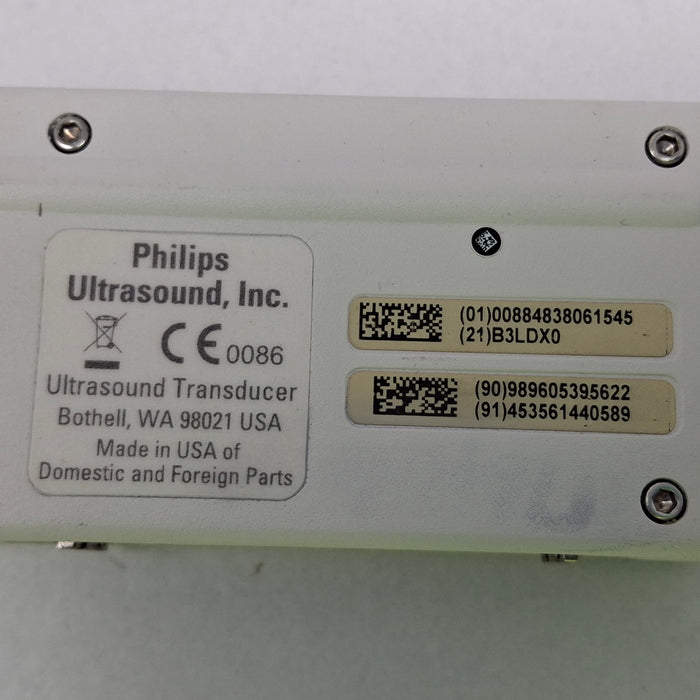 Philips
Ultrasound, Inc.
CE 0086
Ultrasound Transducer
Bothell, WA 98021 USA
Made in USA of
Domestic and Foreign Parts
(01)00884838061545
(21)B3LDX0
(90)989605395622
(91)453561440589